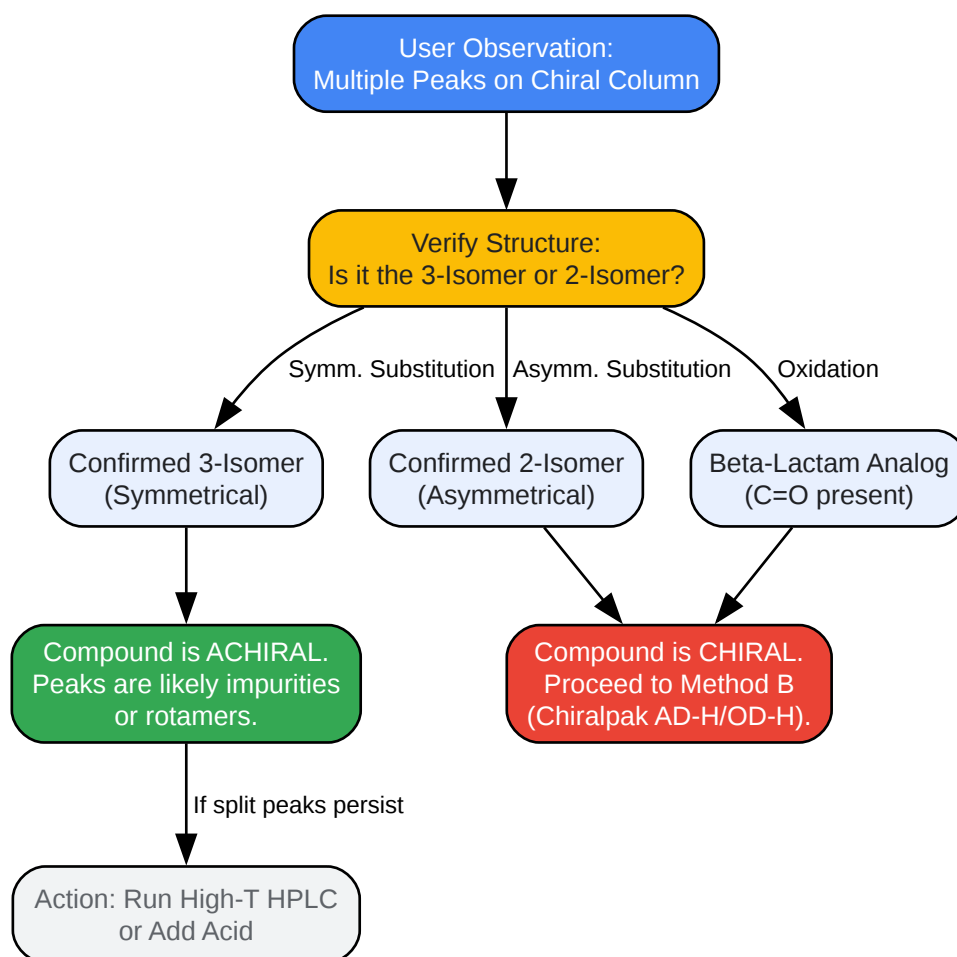 User Observation:
Multiple Peaks on Chiral Column
Verify Structure:
Is it the 3-Isomer or 2-Isomer?
Symm. Substitution
Asymm. Substitution
Oxidation
Confirmed 3-Isomer
(Symmetrical)
Confirmed 2-Isomer
(Asymmetrical)
Beta-Lactam Analog
(C=O present)
Compound is ACHIRAL.
Peaks are likely impurities
or rotamers.
Compound is CHIRAL.
Proceed to Method B
(Chiralpak AD-H/OD-H).
If split peaks persist
Action: Run High-T HPLC
or Add Acid